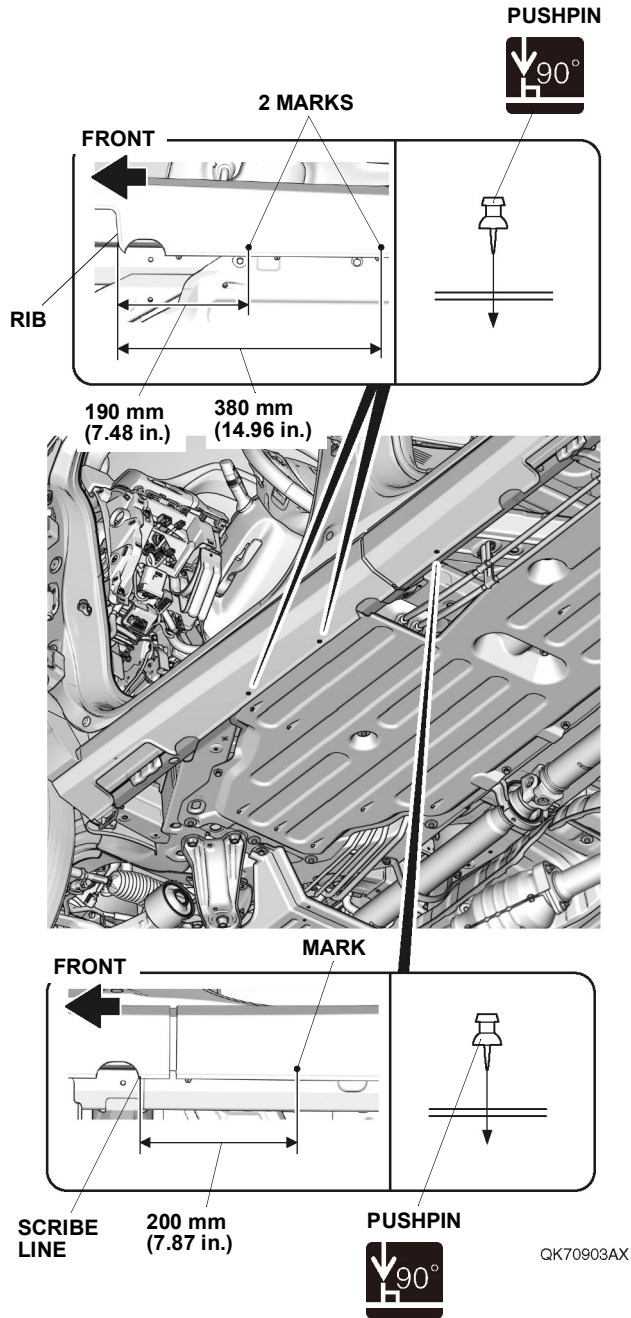 PUSHPIN
90°
2 MARKS
FRONT
RIB
190 mm
(7.48 in.)
380 mm
(14.96 in.)
MARK
FRONT
SCRIBE
LINE
200 mm
(7.87 in.)
PUSHPIN
90°
QK70903AX